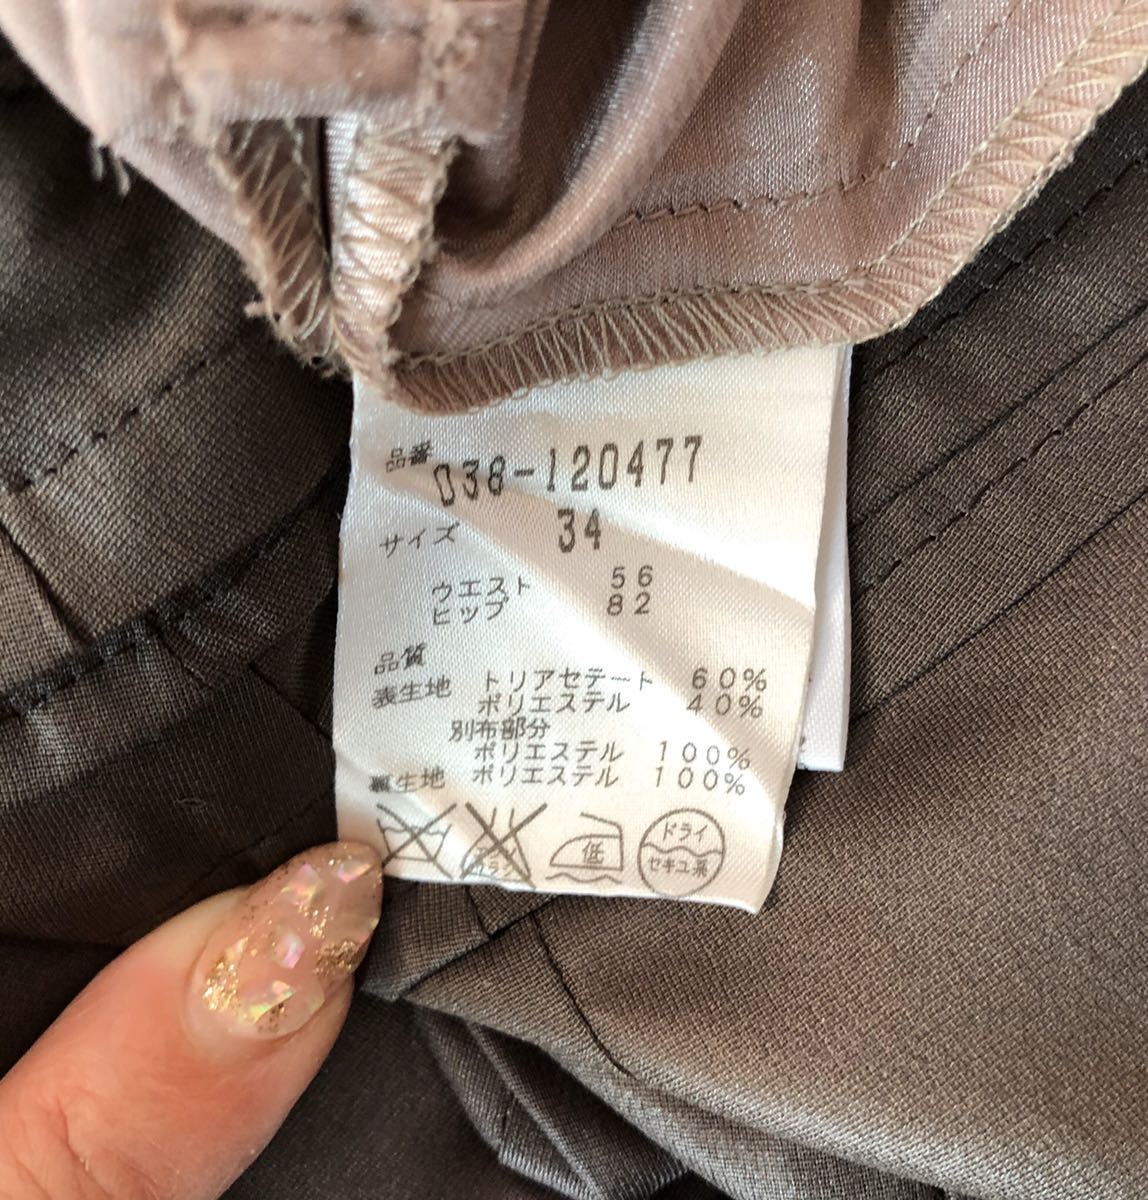 品番 038-120477
サイズ 34
ウエスト 56
ヒップ 82
品質
表生地 トリアセテート 60%
ポリエステル 40%
別布部分
ポリエステル 100%
裏生地 ポリエステル 100%
低
ドライ
セキユ系